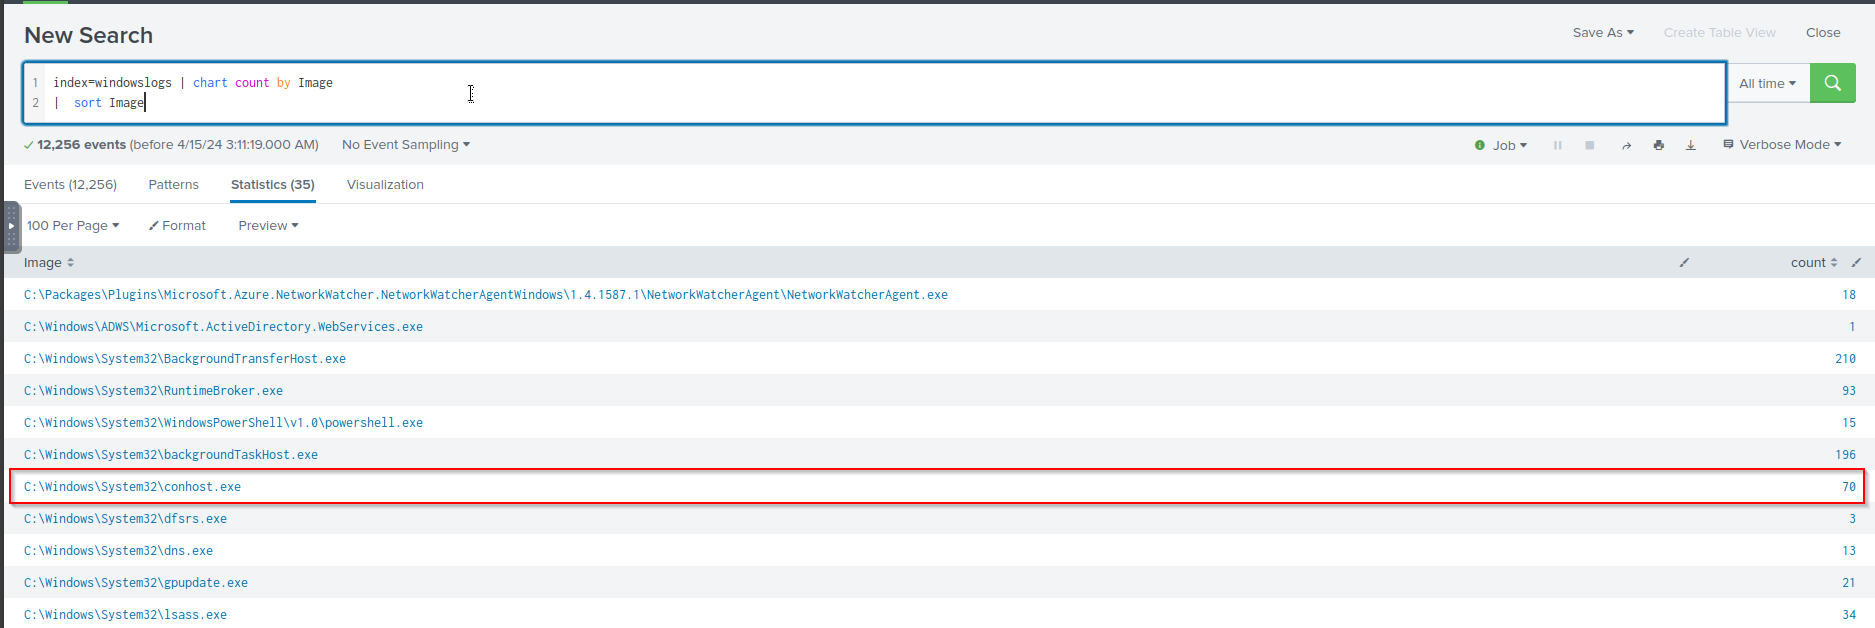 New Search
Save As
Create Table View
Close
1 index=windowslogs | chart count by Image
2 | sort Image
All time
12,256 events (before 4/15/24 3:11:19.000 AM)
No Event Sampling
Job
Verbose Mode
Events (12,256)
Patterns
Statistics (35)
Visualization
100 Per Page
Format
Preview
Image count
C:\Packages\Plugins\Microsoft.Azure.NetworkWatcher.NetworkWatcherAgentWindows\1.4.1587.1\NetworkWatcherAgent\NetworkWatcherAgent.exe 18
C:\Windows\ADWS\Microsoft.ActiveDirectory.WebServices.exe 1
C:\Windows\System32\BackgroundTransferHost.exe 210
C:\Windows\System32\RuntimeBroker.exe 93
C:\Windows\System32\WindowsPowerShell\v1.0\powershell.exe 15
C:\Windows\System32\backgroundTaskHost.exe 196
C:\Windows\System32\conhost.exe 70
C:\Windows\System32\dfsrs.exe 3
C:\Windows\System32\dns.exe 13
C:\Windows\System32\gpupdate.exe 21
C:\Windows\System32\lsass.exe 34